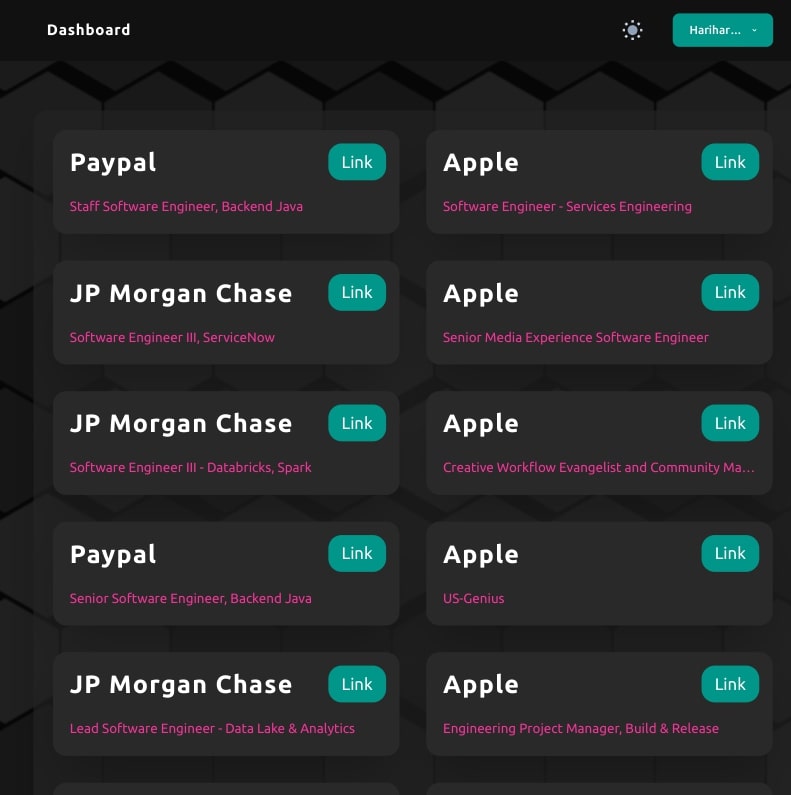 Dashboard
Harihar...
Paypal
Link
Staff Software Engineer, Backend Java
Apple
Link
Software Engineer - Services Engineering
JP Morgan Chase
Link
Software Engineer III, ServiceNow
Apple
Link
Senior Media Experience Software Engineer
JP Morgan Chase
Link
Software Engineer III - Databricks, Spark
Apple
Link
Creative Workflow Evangelist and Community Ma...
Paypal
Link
Senior Software Engineer, Backend Java
Apple
Link
US-Genius
JP Morgan Chase
Link
Lead Software Engineer - Data Lake & Analytics
Apple
Link
Engineering Project Manager, Build & Release